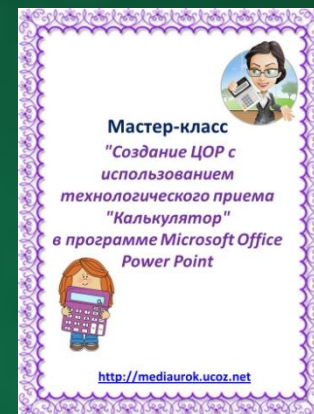 Мастер-класс
"Создание ЦОР с
использованием
технологического приема
"Калькулятор"
в программе Microsoft Office
Power Point
http://mediaurok.ucoz.net